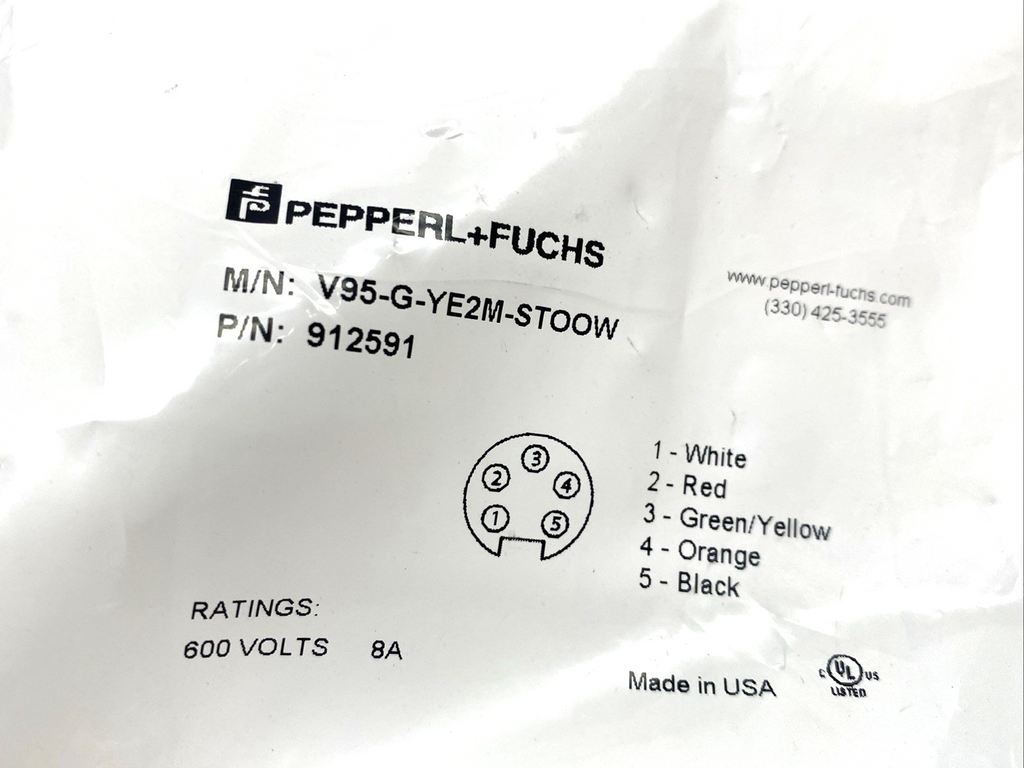 PEPPERL+FUCHS
M/N: V95-G-YE2M-STOOW
P/N: 912591
www.pepperl-fuchs.com
(330) 425-3555
3
2
4
1
5
1 - White
2 - Red
3 - Green/Yellow
4 - Orange
5 - Black
RATINGS:
600 VOLTS 8A
Made in USA
C UL US
LISTED